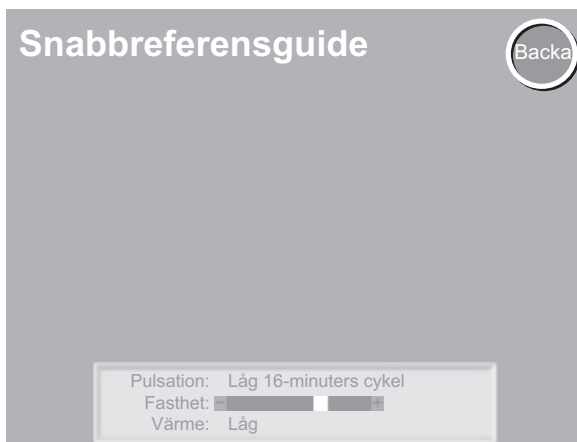 Snabbreferensguide
Backa
Pulsation: Låg 16-minuters cykel
Fasthet: - +
Värme: Låg